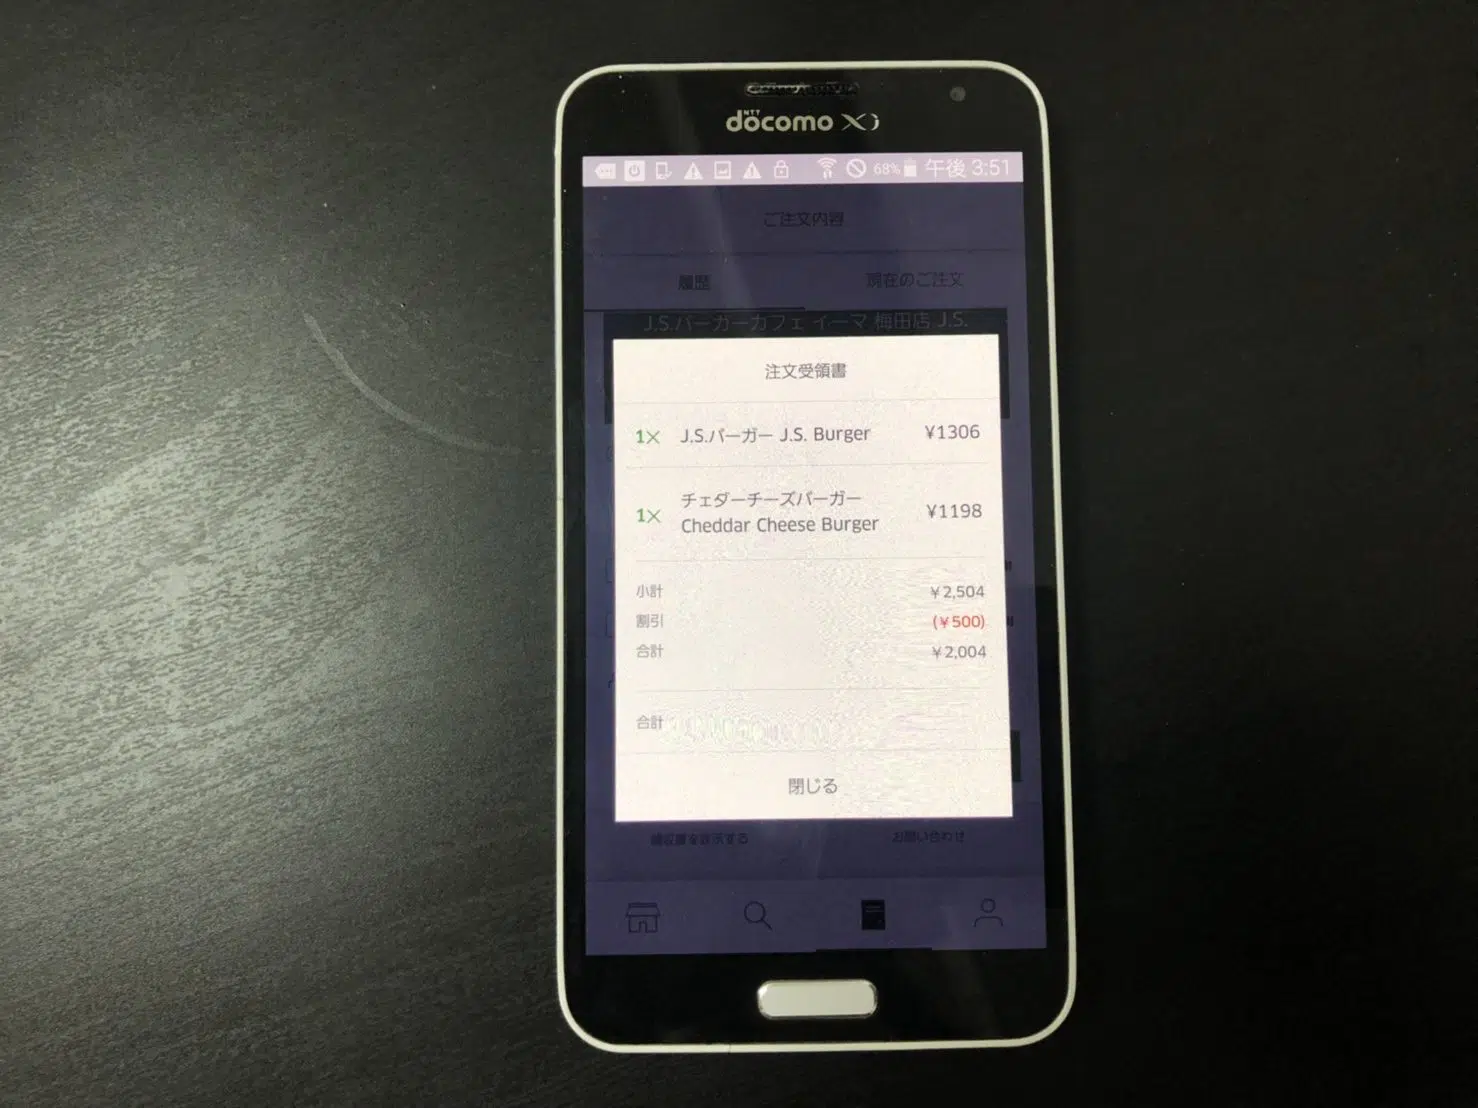 NTT
döcomo Xi
68% 午後 3:51
ご注文内容
履歴 現在のご注文
J.S.バーガーカフェ イーマ 梅田店 J.S.
注文受領書
1× J.S.バーガー J.S. Burger ¥1306
1× チェダーチーズバーガー
Cheddar Cheese Burger ¥1198
小計 ¥2,504
割引 (¥500)
合計 ¥2,004
合計
閉じる
領収書を表示する お問い合わせ